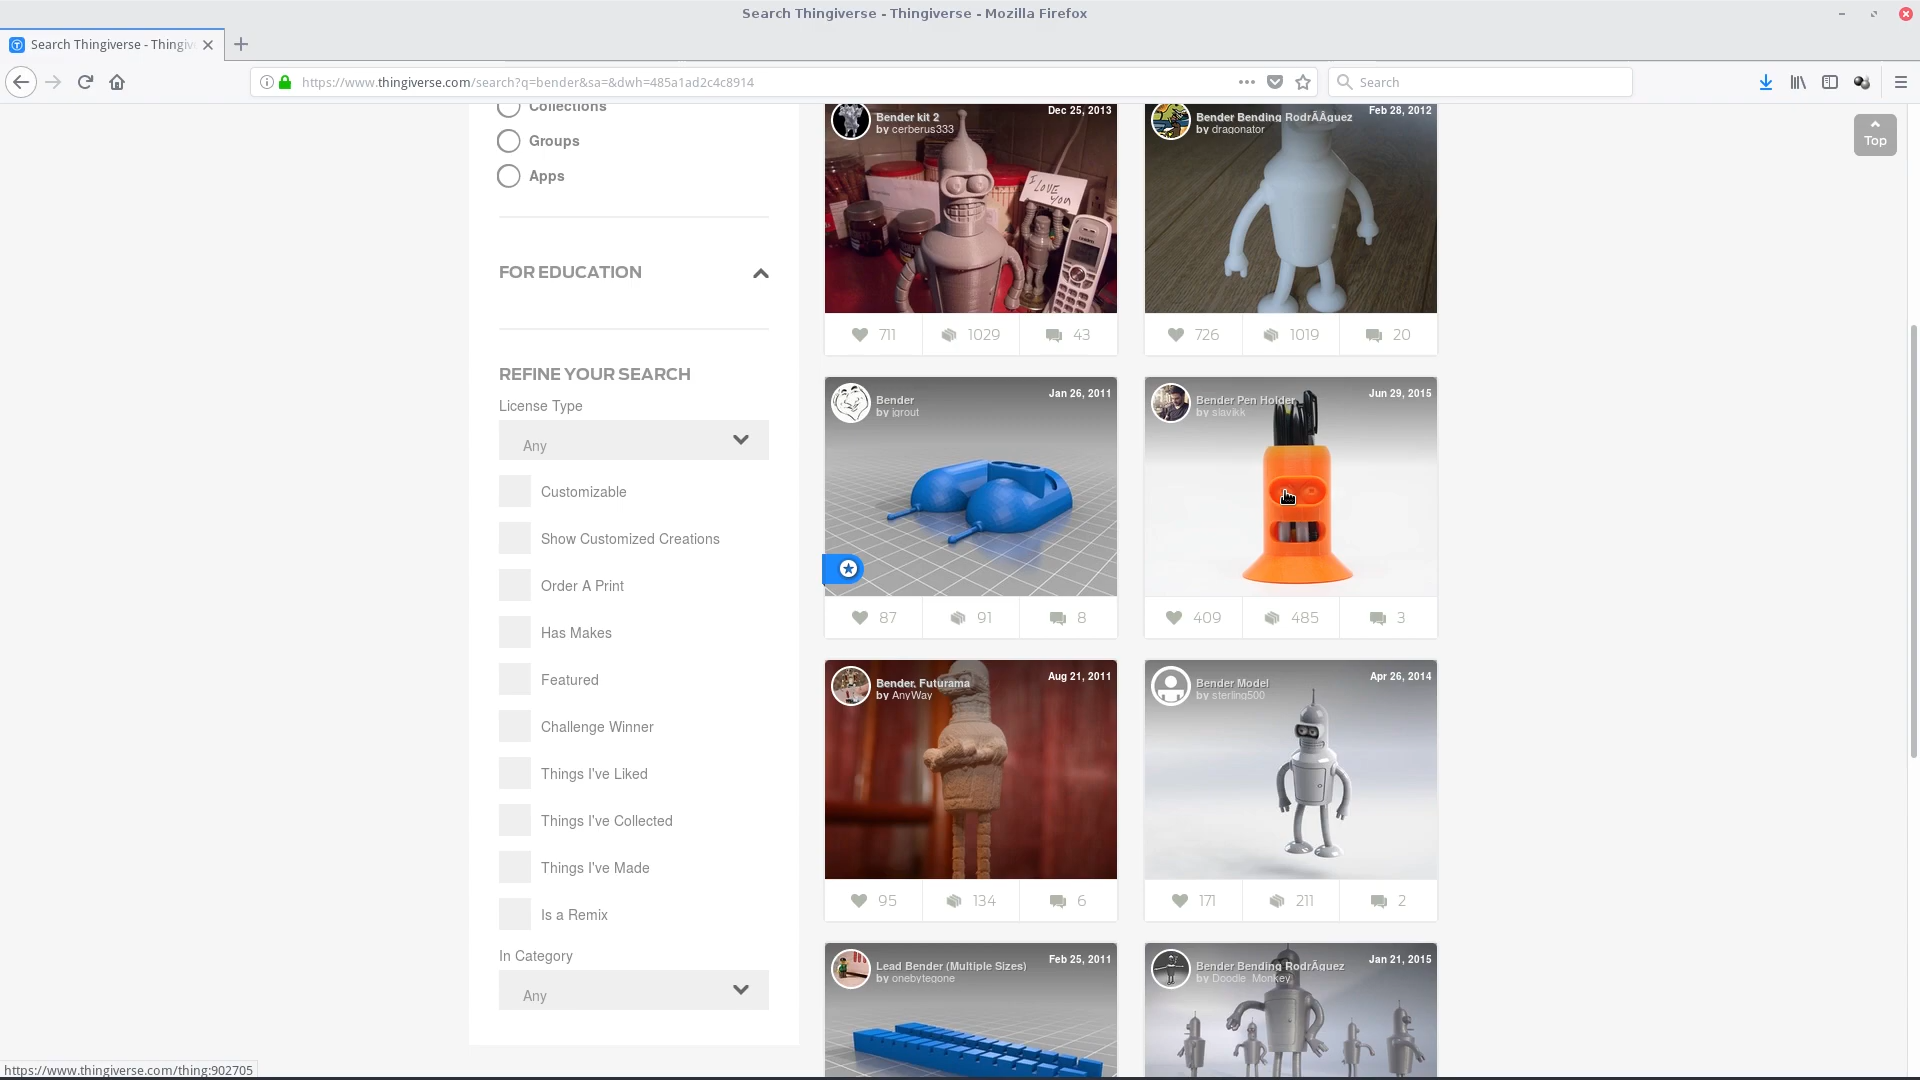 Search Thingiverse - Thingiverse - Mozilla Firefox
Search Thingiverse - Thingiv
https://www.thingiverse.com/search?q=bender&sa=&dwh=485a1ad2c4c8914
Search
Top
Collections
Groups
Apps
FOR EDUCATION
REFINE YOUR SEARCH
License Type
Any
Customizable
Show Customized Creations
Order A Print
Has Makes
Featured
Challenge Winner
Things I've Liked
Things I've Collected
Things I've Made
Is a Remix
In Category
Any
Bender kit 2
by cerberus333
Dec 25, 2013
I LOVE
YOU
711 1029 43
Bender Bending RodrÃÂguez
by dragonator
Feb 28, 2012
726 1019 20
Bender
by jgrout
Jan 26, 2011
87 91 8
Bender Pen Holder
by slavikk
Jun 29, 2015
409 485 3
Bender, Futurama
by AnyWay
Aug 21, 2011
95 134 6
Bender Model
by sterling500
Apr 26, 2014
171 211 2
Lead Bender (Multiple Sizes)
by onebytegone
Feb 25, 2011
Bender Bending RodrÃguez
by Doodle_Monkey
Jan 21, 2015
https://www.thingiverse.com/thing:902705